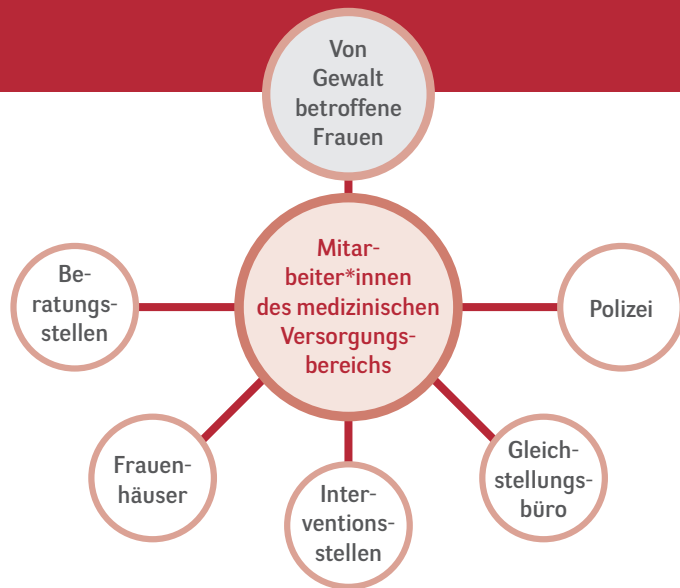 Von
Gewalt
betroffene
Frauen
Mitar-
beiter*innen
des medizinischen
Versorgungs-
bereichs
Be-
ratungs-
stellen
Polizei
Frauen-
häuser
Inter-
ventions-
stellen
Gleich-
stellungs-
büro